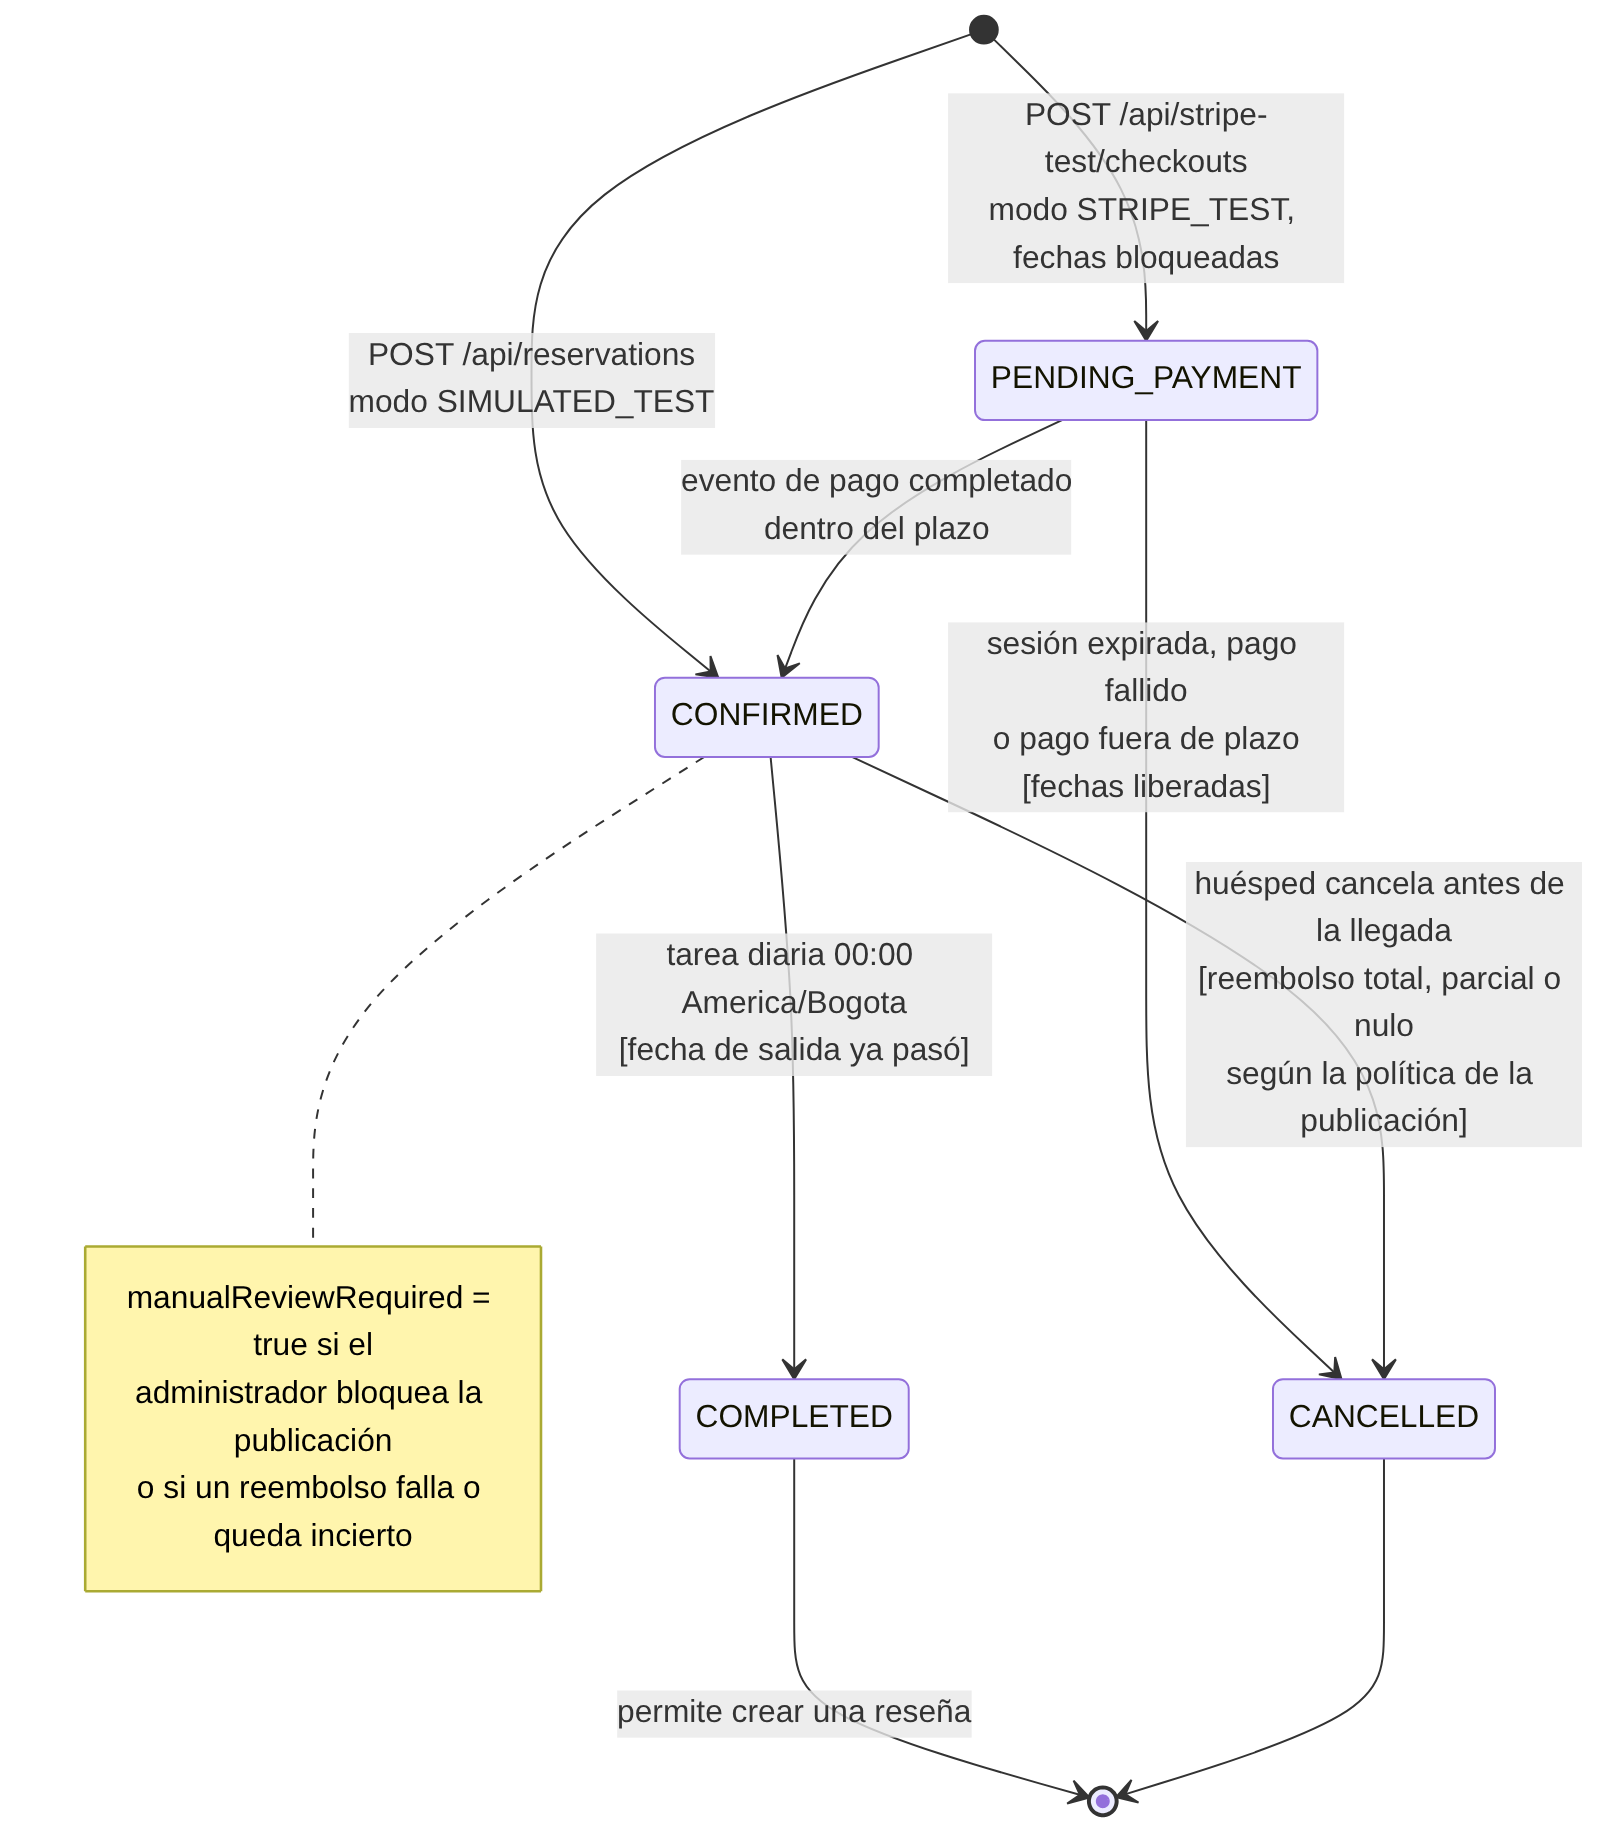 POST /api/stripe-
test/checkouts
modo STRIPE_TEST,
fechas bloqueadas
POST /api/reservations
modo SIMULATED_TEST
PENDING_PAYMENT
evento de pago completado
dentro del plazo
sesión expirada, pago
fallido
o pago fuera de plazo
[fechas liberadas]
CONFIRMED
huésped cancela antes de
la llegada
[reembolso total, parcial o
nulo
según la política de la
publicación]
tarea diaria 00:00
America/Bogota
[fecha de salida ya pasó]
manualReviewRequired =
true si el
administrador bloquea la
publicación
o si un reembolso falla o
queda incierto
COMPLETED
CANCELLED
permite crear una reseña